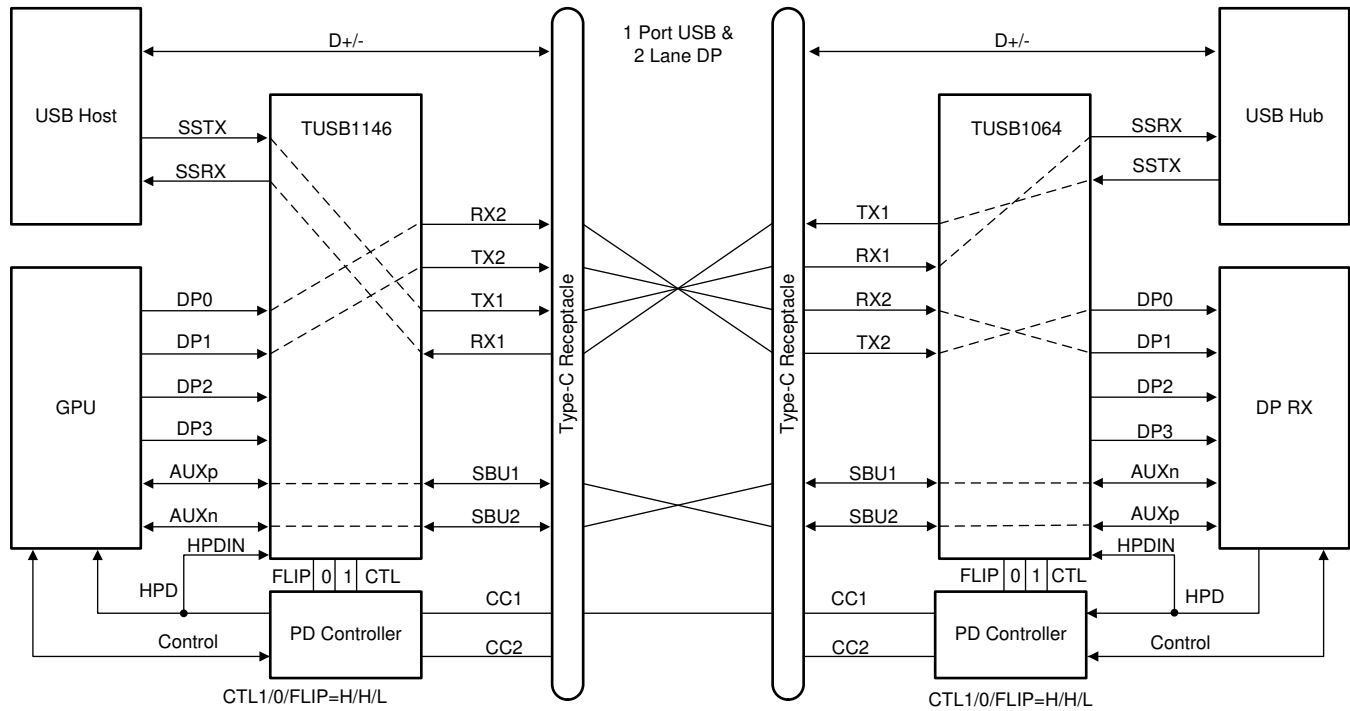 1 Port USB &
2 Lane DP
D+/-
D+/-
USB Host
TUSB1146
TUSB1064
USB Hub
SSTX
SSRX
SSRX
SSTX
RX2
TX2
TX1
RX1
TX1
RX1
RX2
TX2
Type-C Receptacle
Type-C Receptacle
GPU
DP0
DP1
DP2
DP3
AUXp
AUXn
SBU1
SBU2
SBU1
SBU2
DP0
DP1
DP2
DP3
AUXn
AUXp
DP RX
HPDIN
HPDIN
FLIP 0 1 CTL
FLIP 0 1 CTL
HPD
HPD
PD Controller
CC1
CC2
CC1
CC2
PD Controller
Control
Control
CTL1/0/FLIP=H/H/L
CTL1/0/FLIP=H/H/L